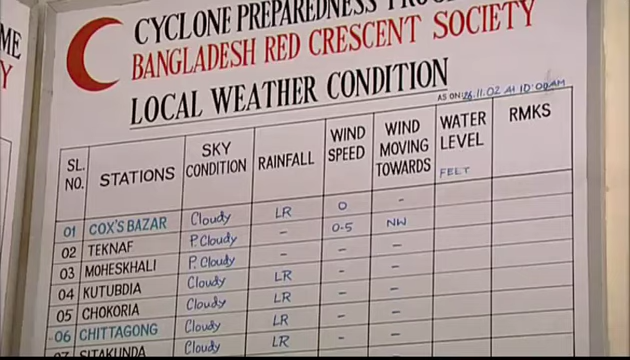 CYCLONE PREPAREDNESS
BANGLADESH RED CRESCENT SOCIETY
LOCAL WEATHER CONDITION
AS ON 26.11.02 At 10:00AM
SL. NO. STATIONS SKY CONDITION RAINFALL WIND SPEED WIND MOVING TOWARDS WATER LEVEL FELT RMKS
01 COX'S BAZAR Cloudy LR 0 -
02 TEKNAF P.Cloudy - 0-5 NW
03 MOHESKHALI P. Cloudy - - -
04 KUTUBDIA Cloudy LR - -
05 CHOKORIA Cloudy LR - -
06 CHITTAGONG Cloudy LR - -
07 SITAKUNDA Cloudy LR - -